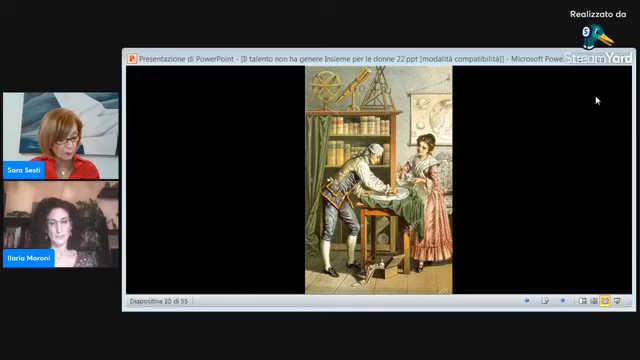 Realizzato da
StreamYard
Presentazione di PowerPoint - [Il talento non ha genere Insieme per le donne 22.ppt [modalità compatibilità]] - Microsoft Powe
Sara Sesti
Ilaria Moroni
Diapositiva 10 di 55